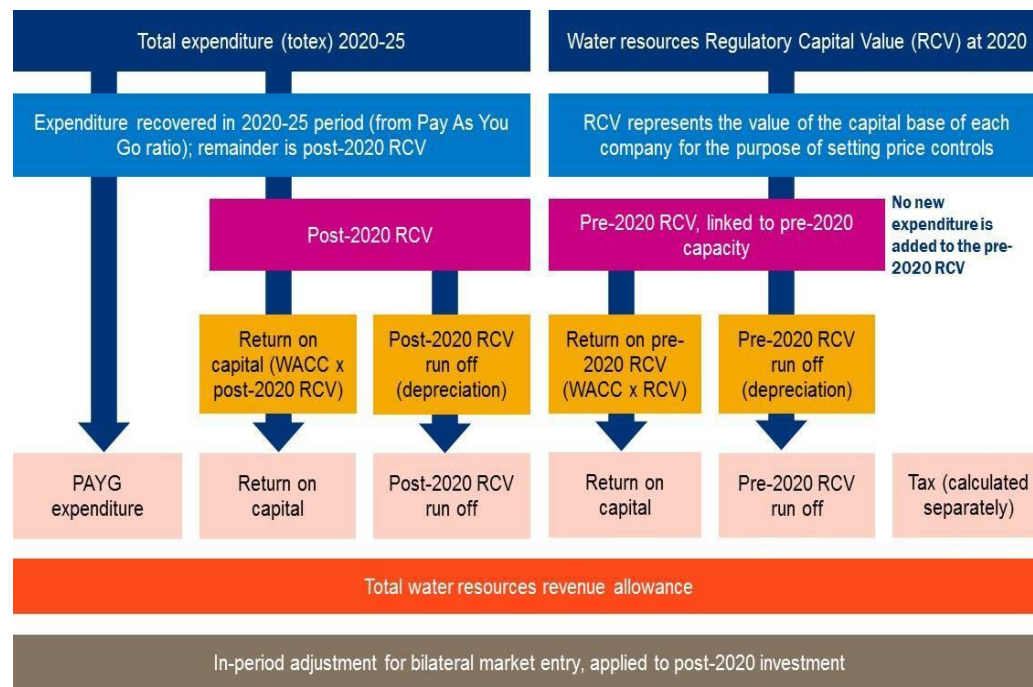 Total expenditure (totex) 2020-25
Water resources Regulatory Capital Value (RCV) at 2020
Expenditure recovered in 2020-25 period (from Pay As You
Go ratio); remainder is post-2020 RCV
RCV represents the value of the capital base of each
company for the purpose of setting price controls
Post-2020 RCV
Pre-2020 RCV, linked to pre-2020
capacity
No new
expenditure is
added to the pre-
2020 RCV
Return on
capital (WACC x
post-2020 RCV)
Post-2020 RCV
run off
(depreciation)
Return on pre-
2020 RCV
(WACC x RCV)
Pre-2020 RCV
run off
(depreciation)
PAYG
expenditure
Return on
capital
Post-2020 RCV
run off
Return on
capital
Pre-2020 RCV
run off
Tax (calculated
separately)
Total water resources revenue allowance
In-period adjustment for bilateral market entry, applied to post-2020 investment